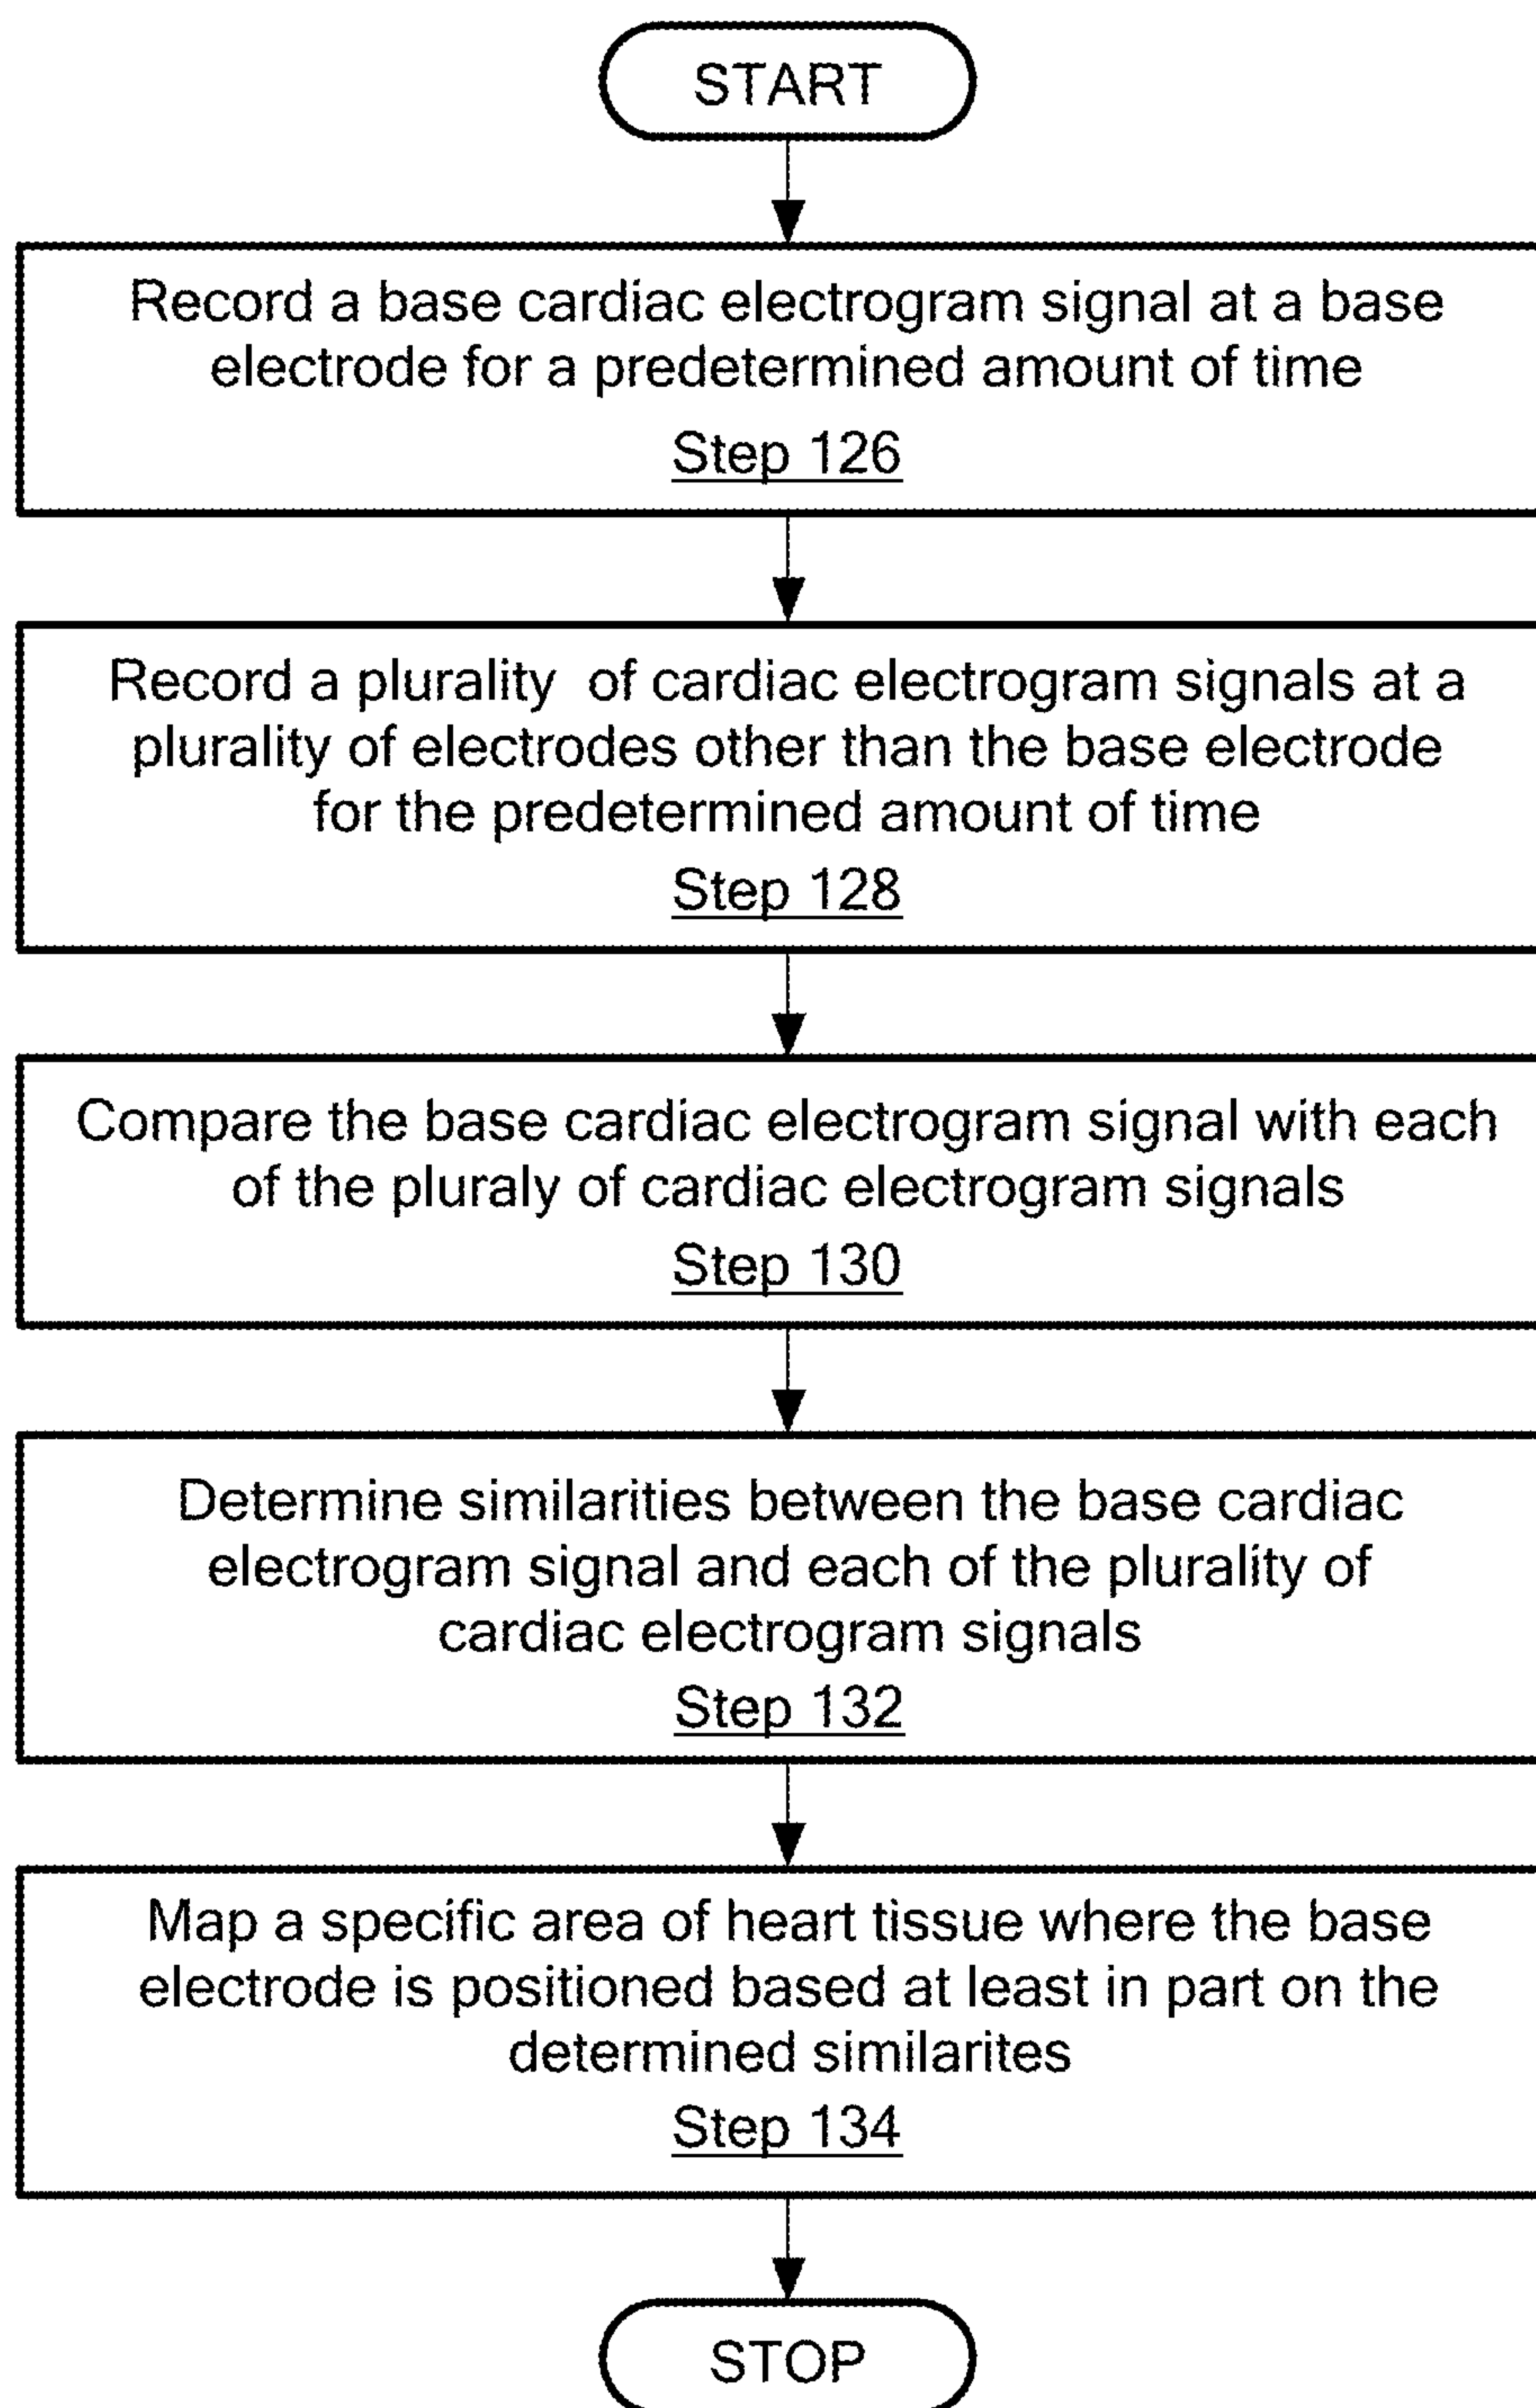 START
Record a base cardiac electrogram signal at a base
electrode for a predetermined amount of time
Step 126
Record a plurality of cardiac electrogram signals at a
plurality of electrodes other than the base electrode
for the predetermined amount of time
Step 128
Compare the base cardiac electrogram signal with each
of the pluraly of cardiac electrogram signals
Step 130
Determine similarities between the base cardiac
electrogram signal and each of the plurality of
cardiac electrogram signals
Step 132
Map a specific area of heart tissue where the base
electrode is positioned based at least in part on the
determined similarites
Step 134
STOP